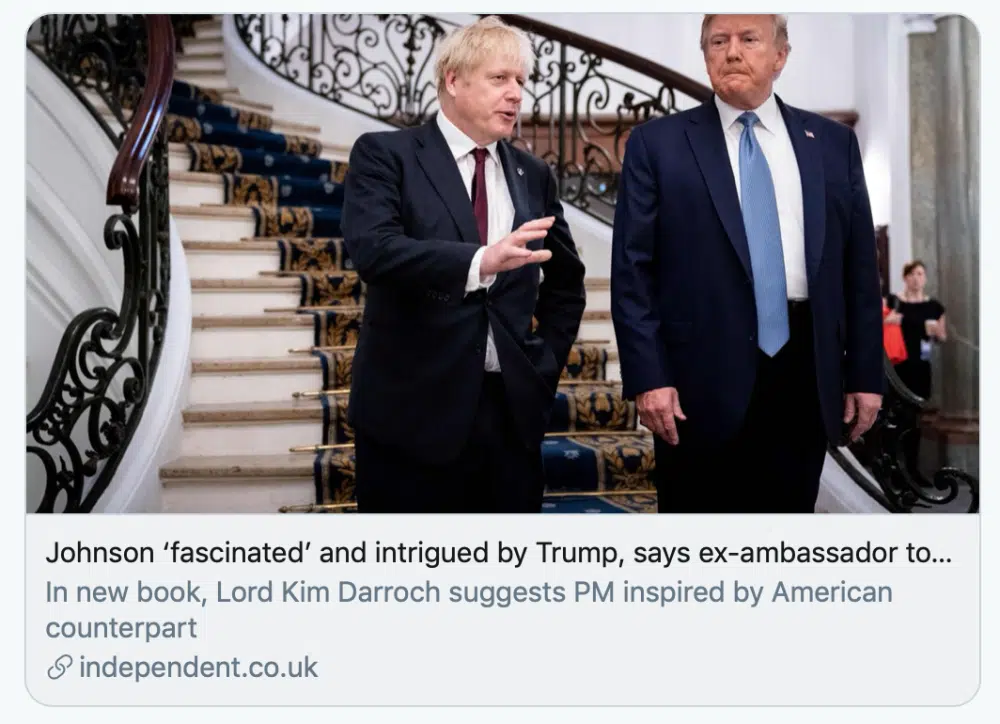 Johnson ‘fascinated’ and intrigued by Trump, says ex-ambassador to...
In new book, Lord Kim Darroch suggests PM inspired by American
counterpart
independent.co.uk